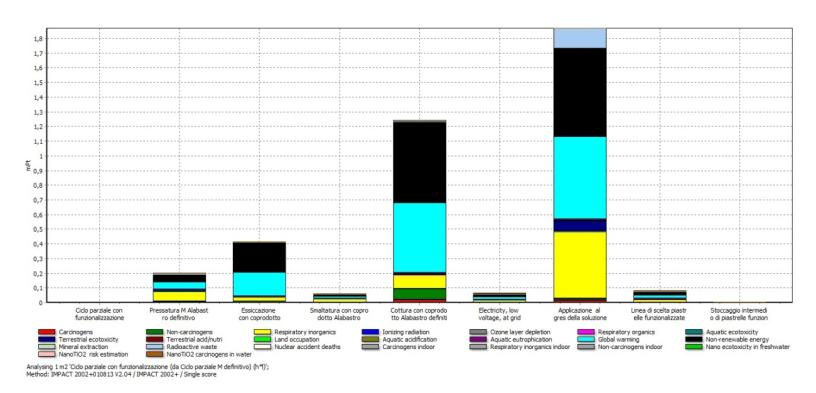 1,8
1,7
1,6
1,5
1,4
1,3
1,2
1,1
1
0,9
0,8
0,7
0,6
0,5
0,4
0,3
0,2
0,1
0
mPt
Ciclo parziale con
funzionalizzazione
Pressatura M Alabast
ro definitivo
Essiccazione
con coprodotto
Smaltatura con copro
dotto Alabastro
Cottura con coprodo
tto Alabastro definiti
Electricity, low
voltage, at grid
Applicazione al
gres della soluzione
Linea di scelta piastr
elle funzionalizzate
Stoccaggio intermedi
o di piastrelle funzion
Carcinogens Non-carcinogens Respiratory inorganics Ionizing radiation Ozone layer depletion Respiratory organics Aquatic ecotoxicity
Terrestrial ecotoxicity Terrestrial acid/nutri Land occupation Aquatic acidification Aquatic eutrophication Global warming Non-renewable energy
Mineral extraction Radioactive waste Nuclear accident deaths Carcinogens indoor Respiratory inorganics indoor Non-carcinogens indoor Nano ecotoxicity in freshwater
NanoTiO2 risk estimation NanoTiO2 carcinogens in water
Analysing 1 m2 'Ciclo parziale con funzionalizzazione (da Ciclo parziale M definitivo) (h*l)';
Method: IMPACT 2002+010813 V2.04 / IMPACT 2002+ / Single score